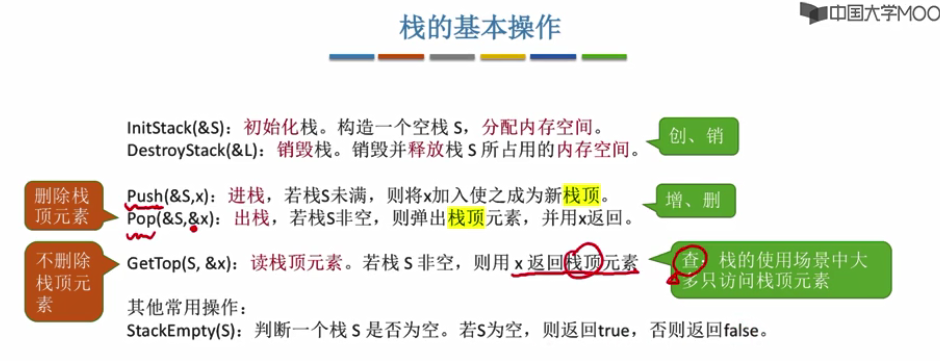 中国大学MOO
栈的基本操作
InitStack(&S)：初始化栈。构造一个空栈 S，分配内存空间。
DestroyStack(&L)：销毁栈。销毁并释放栈 S 所占用的内存空间。
创、销
删除栈
顶元素
Push(&S,x)：进栈，若栈S未满，则将x加入使之成为新栈顶。
Pop(&S,&x)：出栈，若栈S非空，则弹出栈顶元素，并用x返回。
增、删
不删除
栈顶元
素
GetTop(S, &x)：读栈顶元素。若栈 S 非空，则用 x 返回栈顶元素
查：栈的使用场景中大
多只访问栈顶元素
其他常用操作：
StackEmpty(S)：判断一个栈 S 是否为空。若S为空，则返回true，否则返回false。